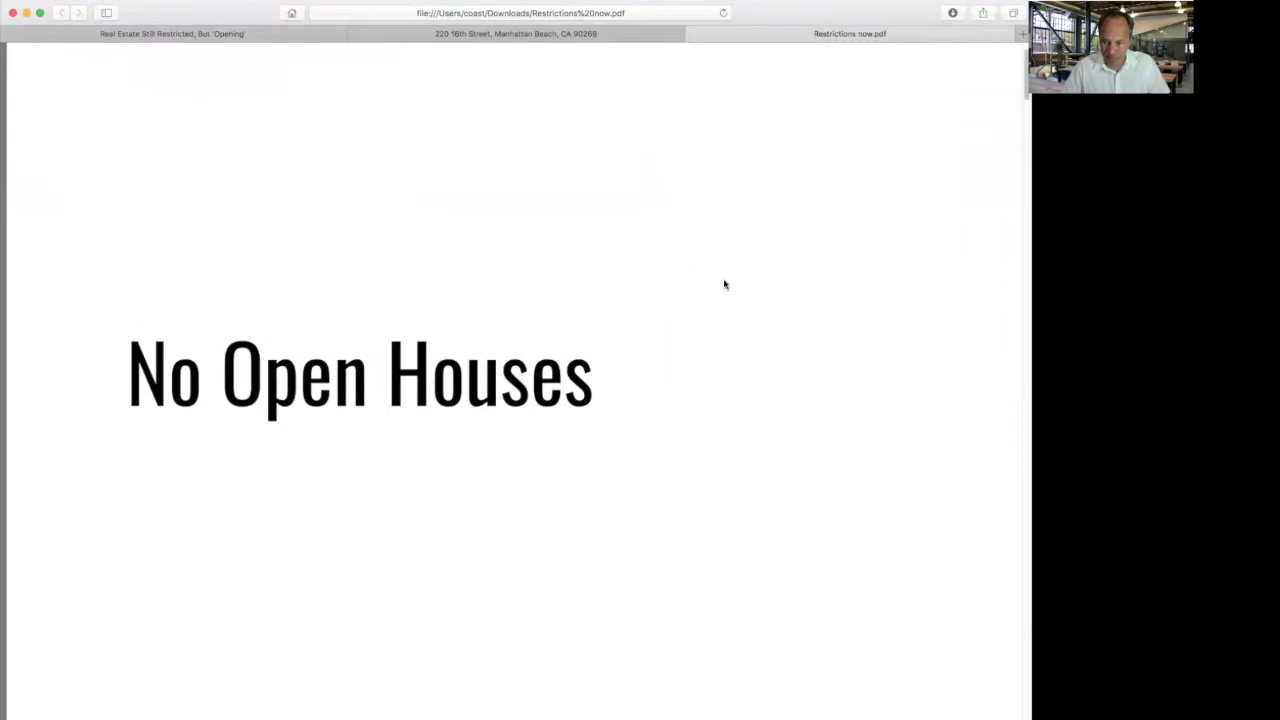 file:///Users/coast/Downloads/Restrictions%20now.pdf
Real Estate Still Restricted, But 'Opening'
220 16th Street, Manhattan Beach, CA 90266
Restrictions now.pdf
No Open Houses